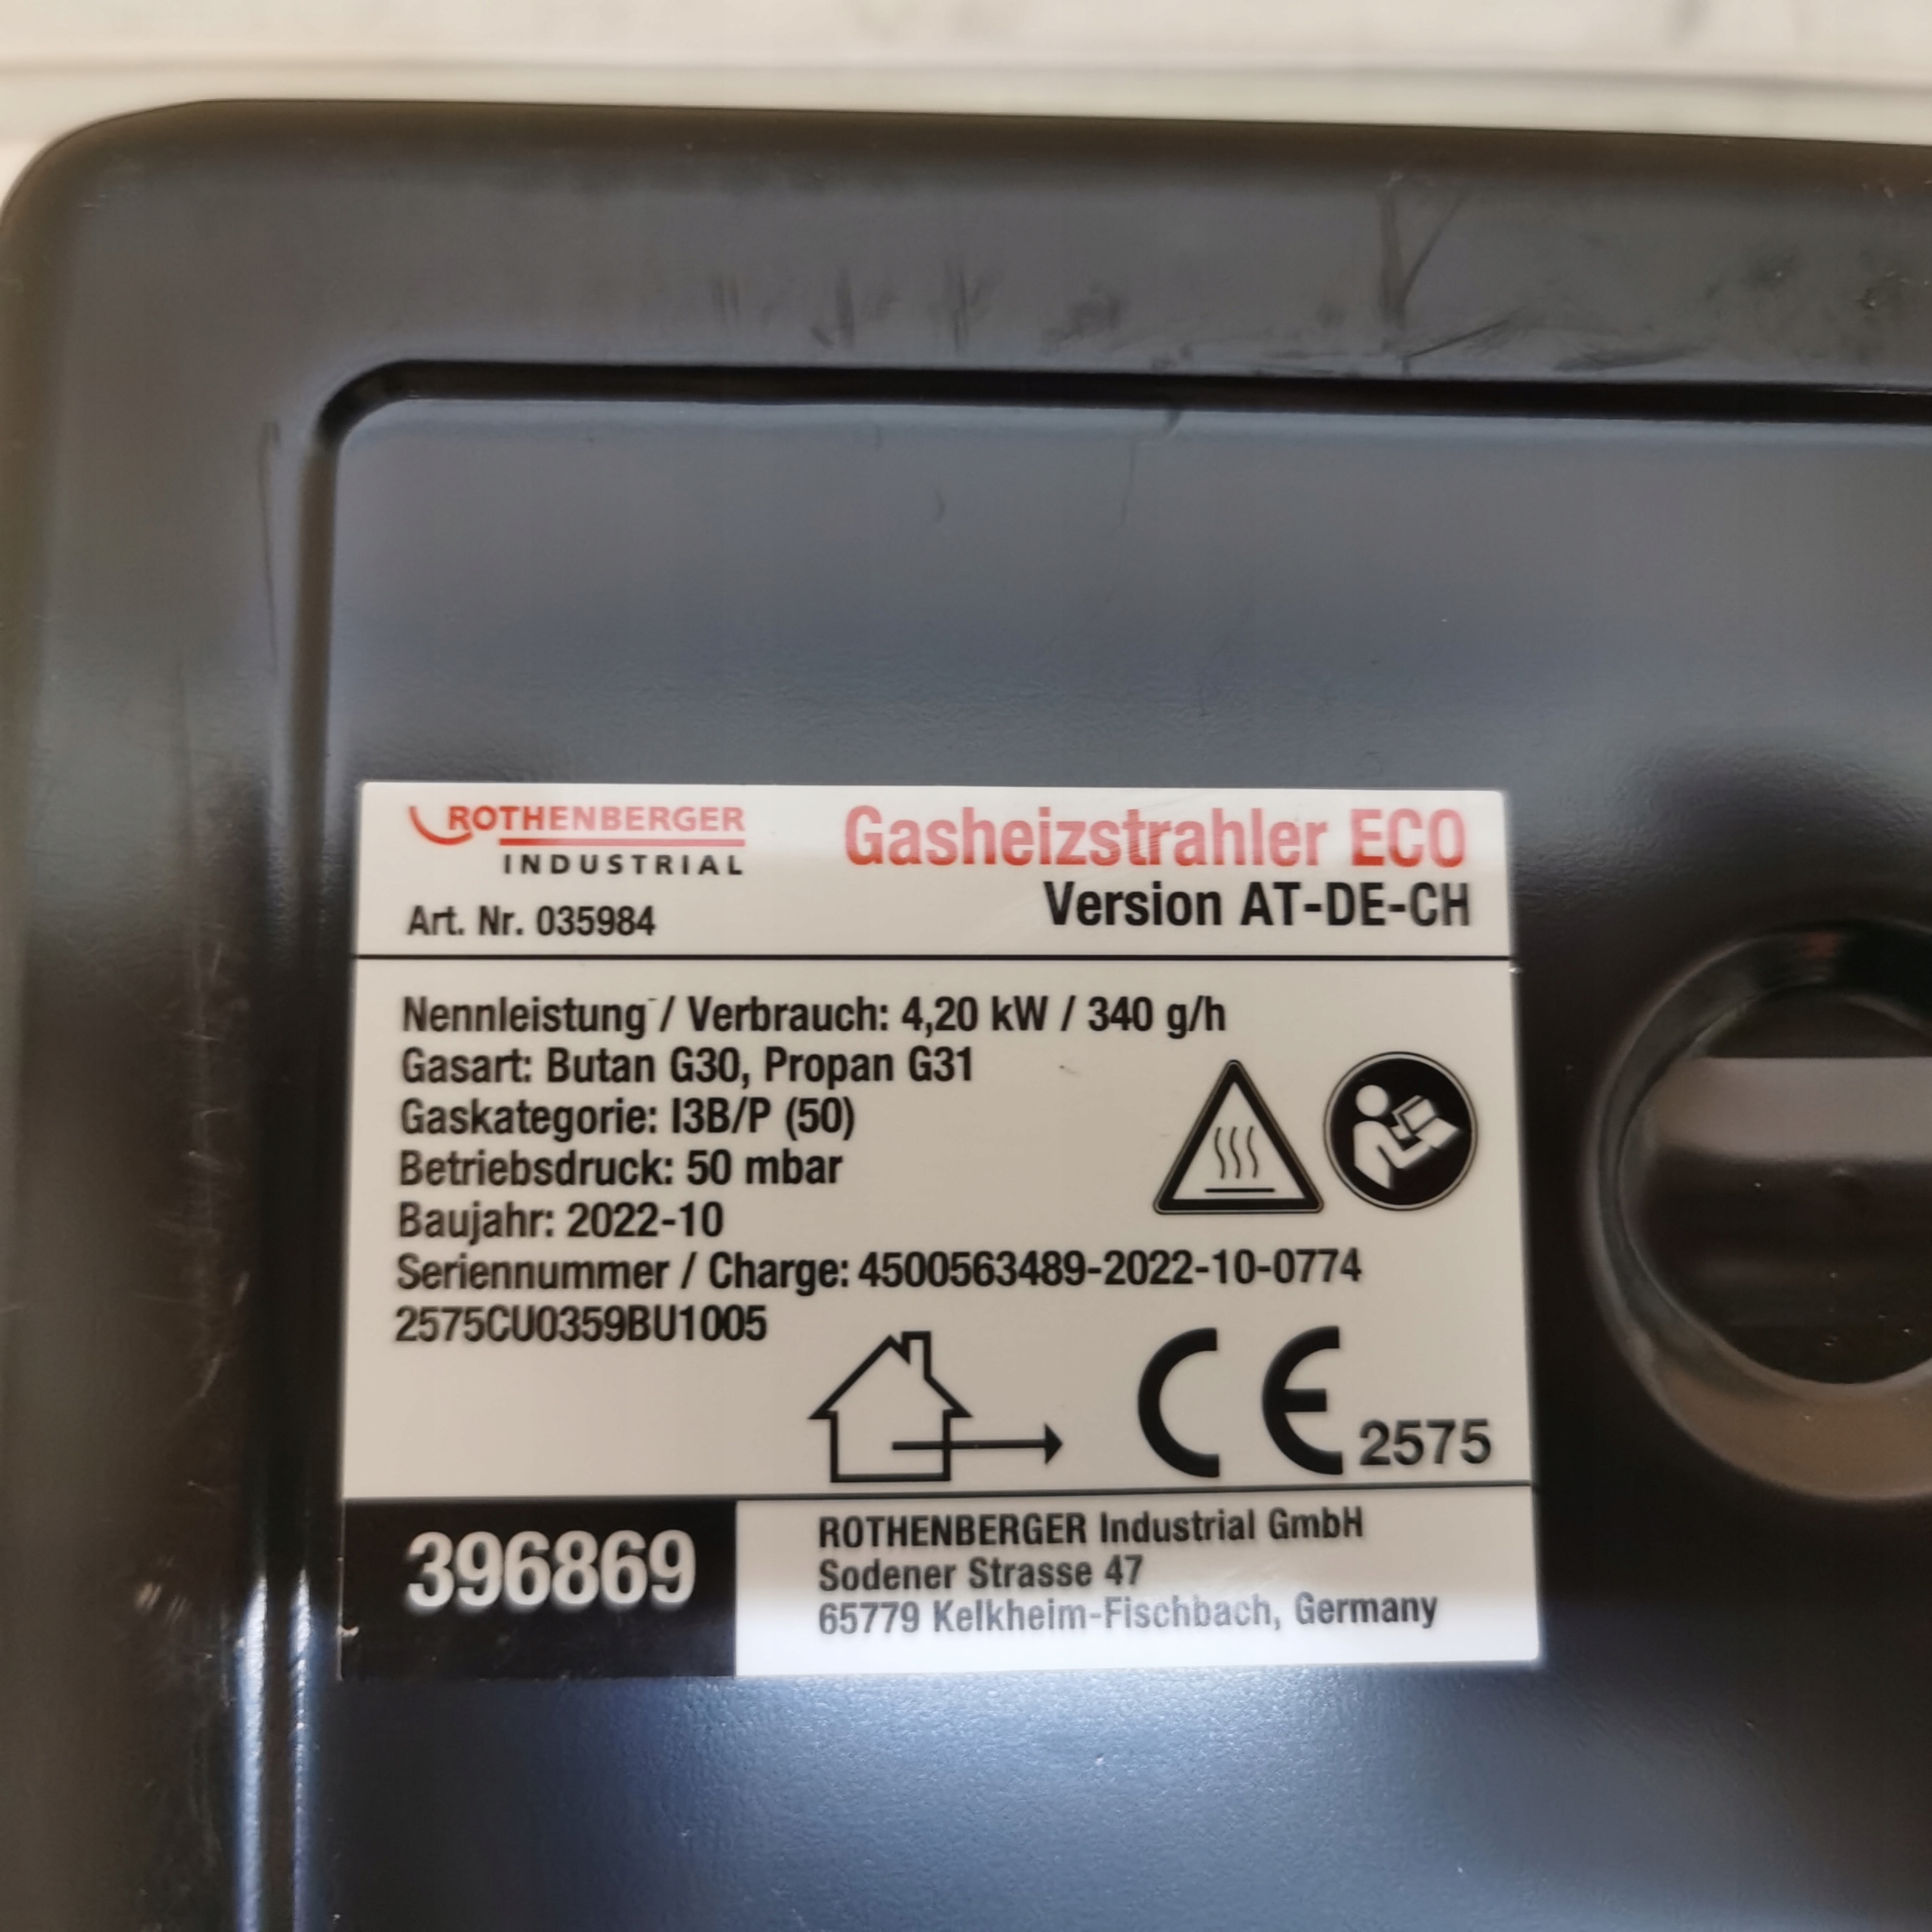 ROTHENBERGER
INDUSTRIAL
Art. Nr. 035984
Gasheizstrahler ECO
Version AT-DE-CH
Nennleistung / Verbrauch: 4,20 kW / 340 g/h
Gasart: Butan G30, Propan G31
Gaskategorie: I3B/P (50)
Betriebsdruck: 50 mbar
Baujahr: 2022-10
Seriennummer / Charge: 4500563489-2022-10-0774
2575CU0359BU1005
CE 2575
396869
ROTHENBERGER Industrial GmbH
Sodener Strasse 47
65779 Kelkheim-Fischbach, Germany